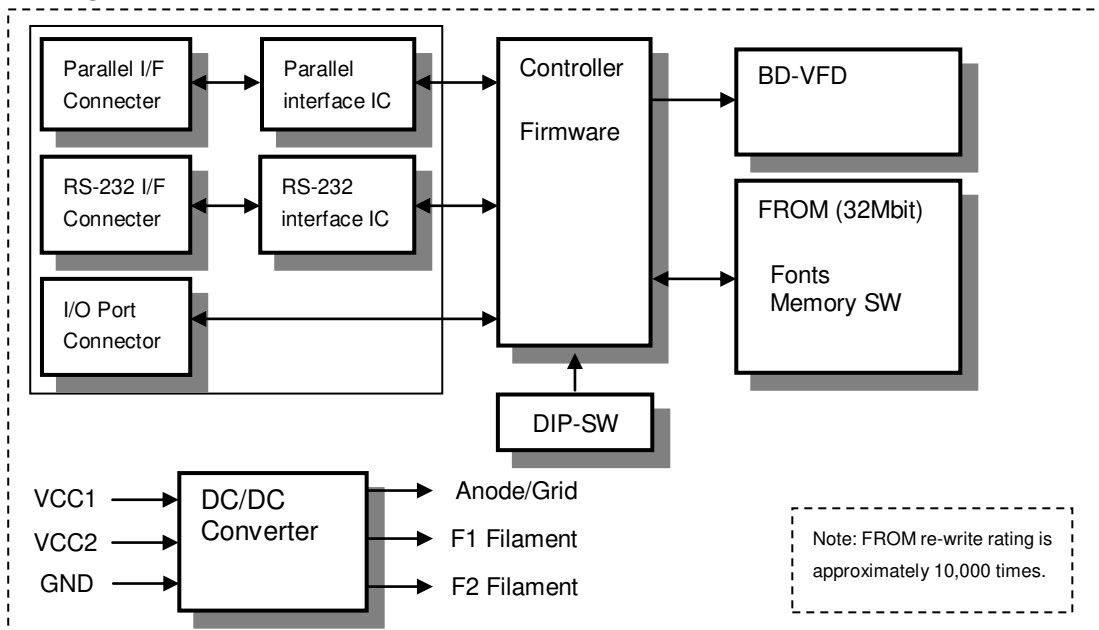 Parallel I/F
Connecter
Parallel
interface IC
RS-232 I/F
Connecter
RS-232
interface IC
I/O Port
Connector
Controller
Firmware
BD-VFD
FROM (32Mbit)
Fonts
Memory SW
DIP-SW
VCC1
VCC2
GND
DC/DC
Converter
Anode/Grid
F1 Filament
F2 Filament
Note: FROM re-write rating is
approximately 10,000 times.